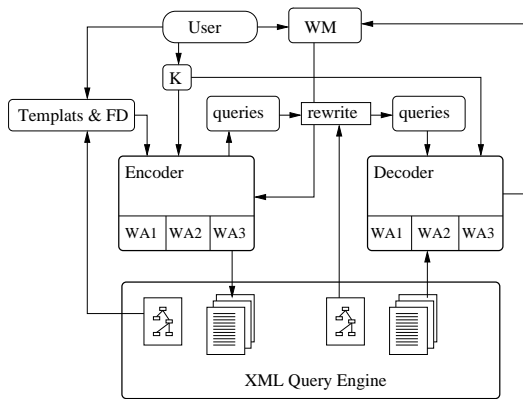 User
WM
K
Templats & FD
queries
rewrite
queries
Encoder
Decoder
WA1 WA2 WA3
WA1 WA2 WA3
XML Query Engine